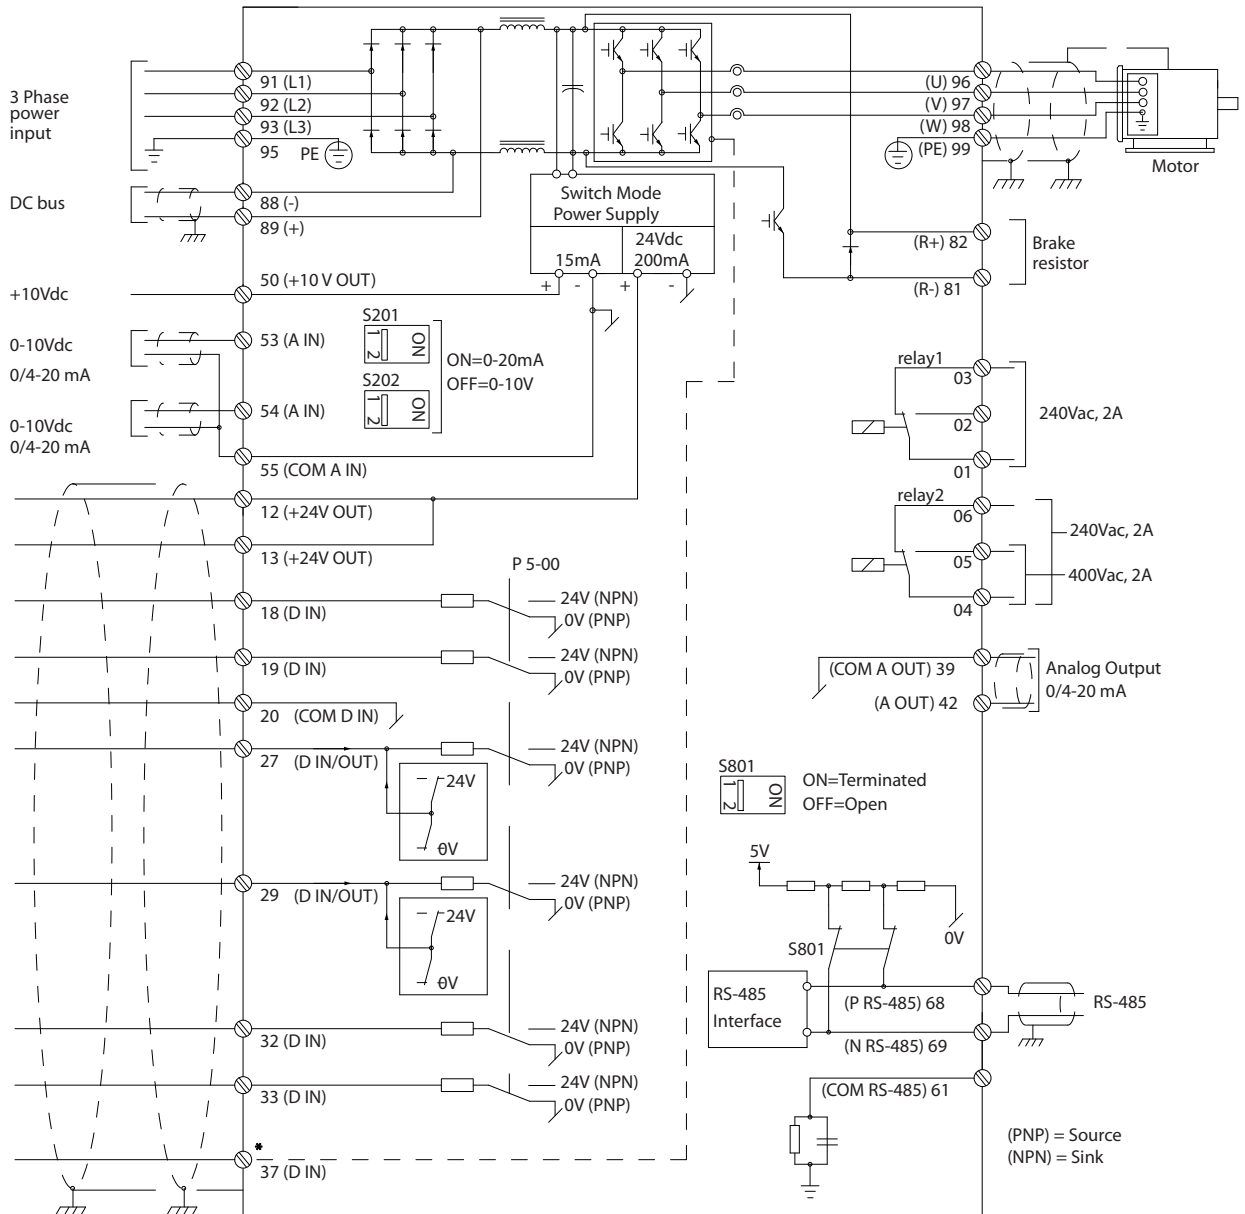 3 Phase
power
input
91 (L1)
92 (L2)
93 (L3)
95
PE
DC bus
88 (-)
89 (+)
+10Vdc
50 (+10 V OUT)
0-10Vdc
0/4-20 mA
53 (A IN)
0-10Vdc
0/4-20 mA
54 (A IN)
55 (COM A IN)
12 (+24V OUT)
13 (+24V OUT)
18 (D IN)
19 (D IN)
20 (COM D IN)
27 (D IN/OUT)
24V
0V
29 (D IN/OUT)
24V
0V
32 (D IN)
33 (D IN)
*
37 (D IN)
S201
1 2
ON
S202
1 2
ON
ON=0-20mA
OFF=0-10V
Switch Mode
Power Supply
24Vdc
15mA
200mA
+ - + -
P 5-00
24V (NPN)
0V (PNP)
24V (NPN)
0V (PNP)
24V (NPN)
0V (PNP)
24V (NPN)
0V (PNP)
24V (NPN)
0V (PNP)
24V (NPN)
0V (PNP)
(U) 96
(V) 97
(W) 98
(PE) 99
Motor
(R+) 82
(R-) 81
Brake
resistor
relay1
03
02
01
240Vac, 2A
relay2
06
05
04
240Vac, 2A
400Vac, 2A
(COM A OUT) 39
(A OUT) 42
Analog Output
0/4-20 mA
S801
1 2
ON
ON=Terminated
OFF=Open
5V
S801
0V
RS-485
Interface
(P RS-485) 68
(N RS-485) 69
RS-485
(COM RS-485) 61
(PNP) = Source
(NPN) = Sink